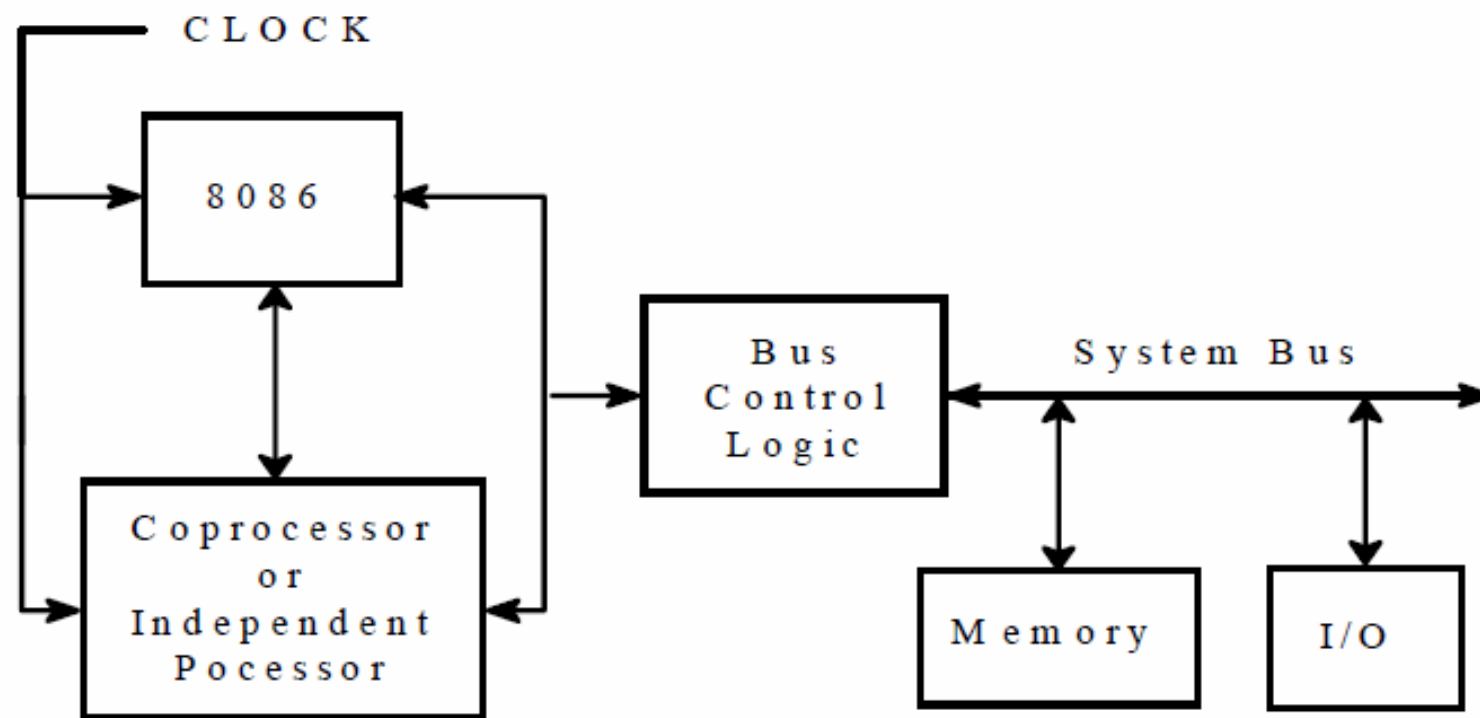 CLOCK
8086
Bus
Control
Logic
System Bus
Coprocessor
or
Independent
Pocessor
Memory
I/O